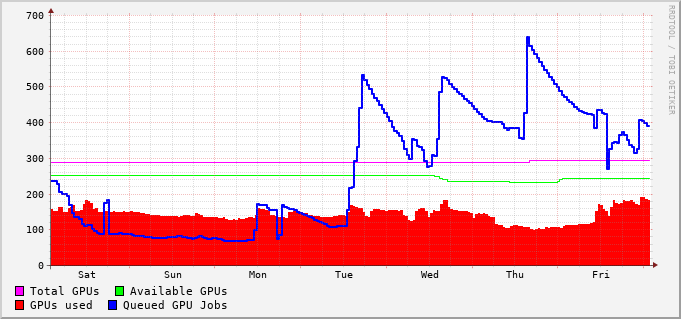 700
600
500
400
300
200
100
0
Sat Sun Mon Tue Wed Thu Fri
Total GPUs Available GPUs
GPUs used Queued GPU Jobs
RRDTOOL / TOBI OETIKER